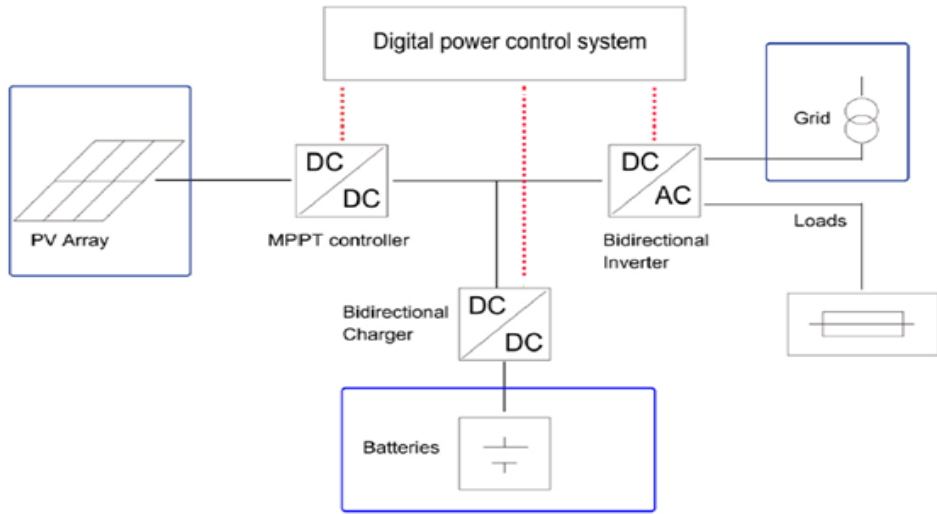 Digital power control system
Grid
DC
DC
DC
AC
PV Array
MPPT controller
Bidirectional
Inverter
Loads
Bidirectional
Charger
DC
DC
Batteries